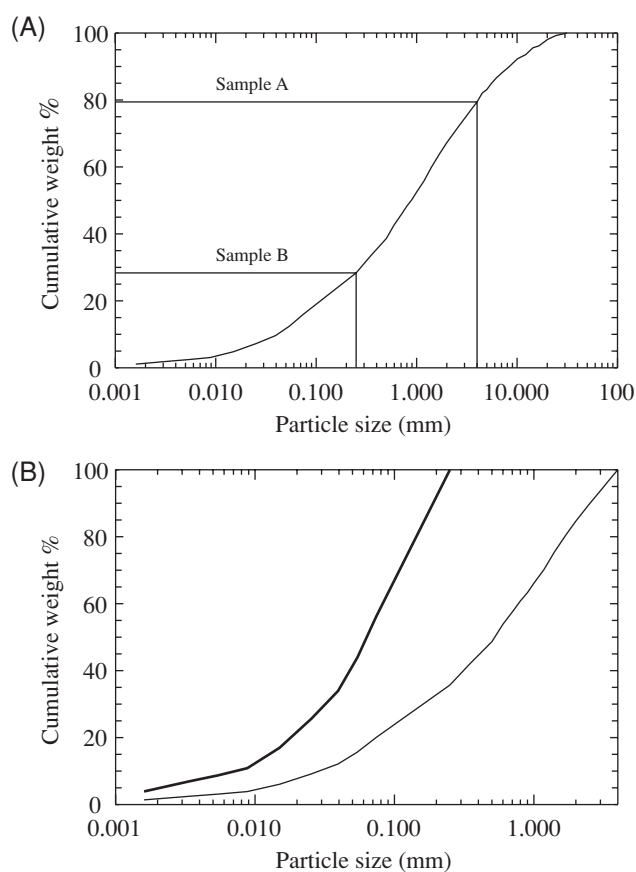 (A)
100
80
60
40
20
0
Cumulative weight %
Sample A
Sample B
0.001 0.010 0.100 1.000 10.000 100
Particle size (mm)
(B)
100
80
60
40
20
0
Cumulative weight %
0.001 0.010 0.100 1.000
Particle size (mm)